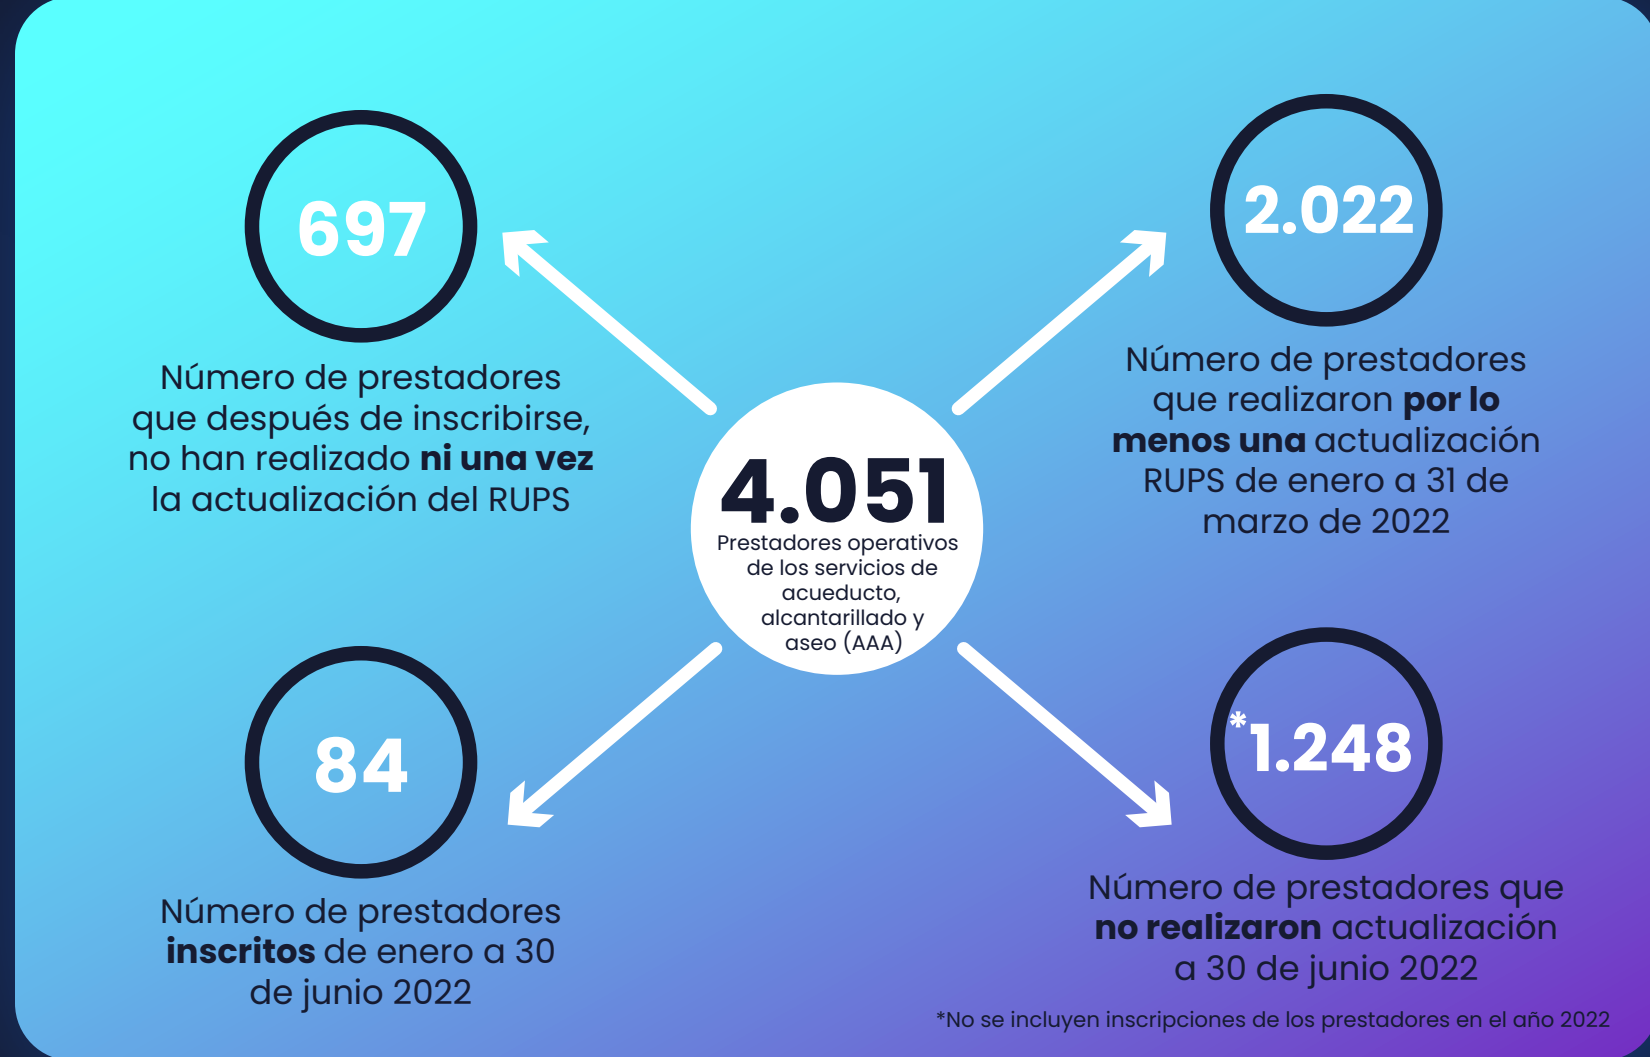 697
Número de prestadores
que después de inscribirse,
no han realizado ni una vez
la actualización del RUPS
2.022
Número de prestadores
que realizaron por lo
menos una actualización
RUPS de enero a 31 de
marzo de 2022
4.051
Prestadores operativos
de los servicios de
acueducto,
alcantarillado y
aseo (AAA)
84
Número de prestadores
inscritos de enero a 30
de junio 2022
*1.248
Número de prestadores que
no realizaron actualización
a 30 de junio 2022
*No se incluyen inscripciones de los prestadores en el año 2022